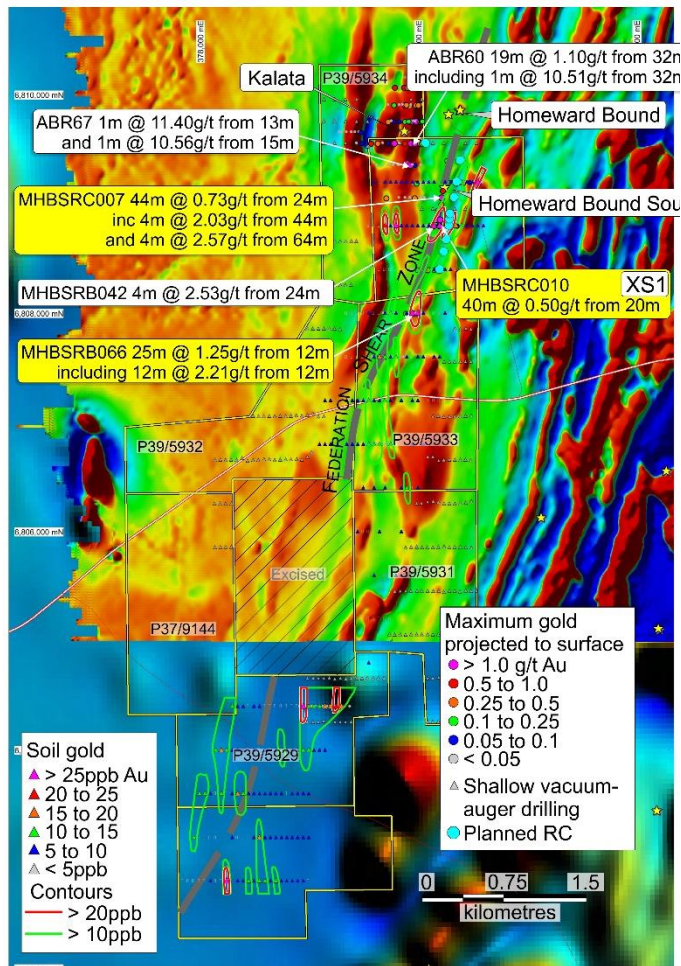 378,000 mE
000 mE
6,810,000 mN
Kalata
P39/5934
ABR60 19m @ 1.10g/t from 32m
including 1m @ 10.51g/t from 32m
Homeward Bound
ABR67 1m @ 11.40g/t from 13m
and 1m @ 10.56g/t from 15m
MHBSRC007 44m @ 0.73g/t from 24m
inc 4m @ 2.03g/t from 44m
and 4m @ 2.57g/t from 64m
Homeward Bound Sou
MHBSRB042 4m @ 2.53g/t from 24m
MHBSRC010
40m @ 0.50g/t from 20m
XS1
6,808,000 mN
MHBSRB066 25m @ 1.25g/t from 12m
including 12m @ 2.21g/t from 12m
FEDERATION SHEAR ZONE
P39/5932
P39/5933
6,806,000 mN
Excised
P39/5931
P37/9144
P39/5929
Maximum gold
projected to surface
> 1.0 g/t Au
0.5 to 1.0
0.25 to 0.5
0.1 to 0.25
0.05 to 0.1
< 0.05
Shallow vacuum-
auger drilling
Planned RC
Soil gold
> 25ppb Au
20 to 25
15 to 20
10 to 15
5 to 10
< 5ppb
Contours
> 20ppb
> 10ppb
0 0.75 1.5
kilometres